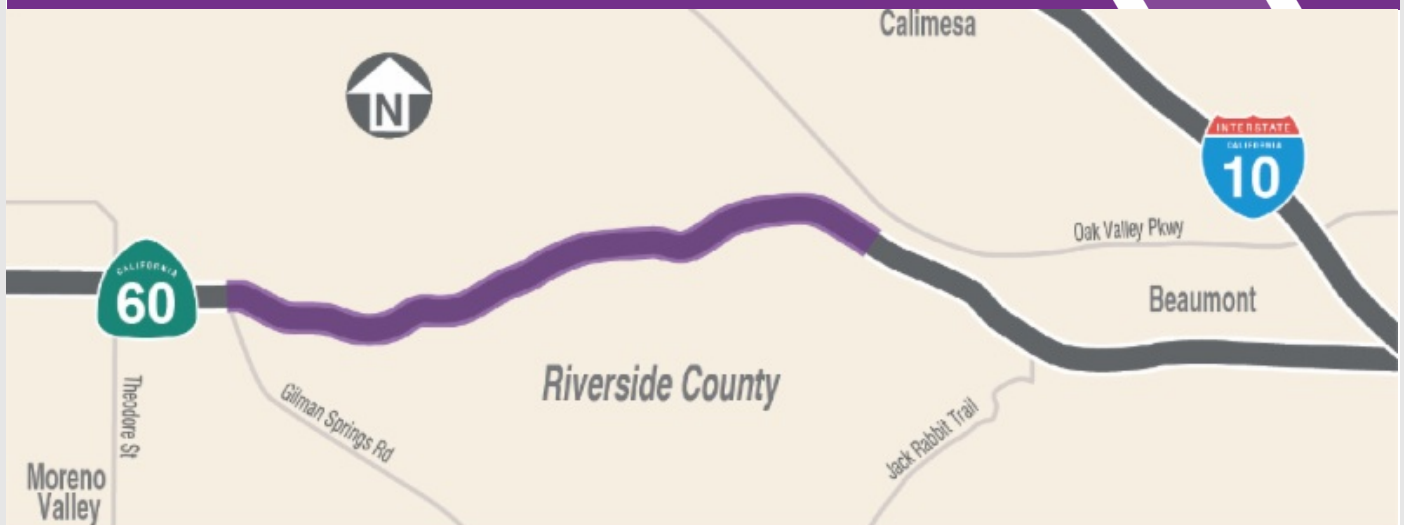 Calimesa
N
INTERSTATE
CALIFORNIA
10
Oak Valley Pkwy
CALIFORNIA
60
Beaumont
Riverside County
Theodore St
Gilman Springs Rd
Jack Rabbit Trail
Moreno
Valley